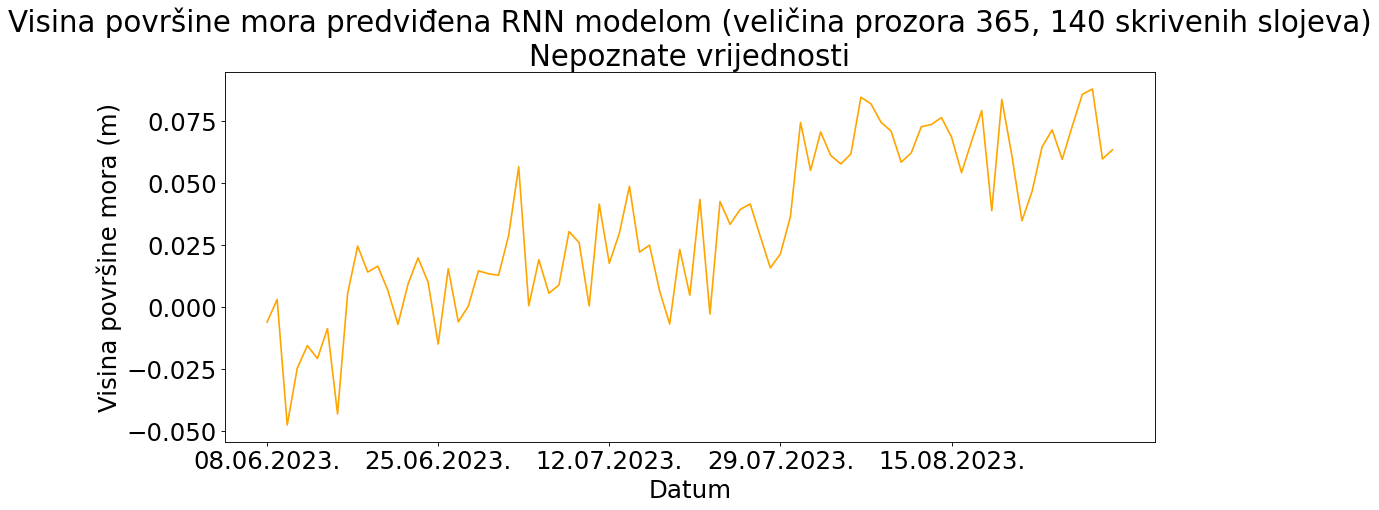 Visina površine mora predviđena RNN modelom (veličina prozora 365, 140 skrivenih slojeva)
Nepoznate vrijednosti
Visina površine mora (m)
0.075
0.050
0.025
0.000
−0.025
−0.050
08.06.2023. 25.06.2023. 12.07.2023. 29.07.2023. 15.08.2023.
Datum